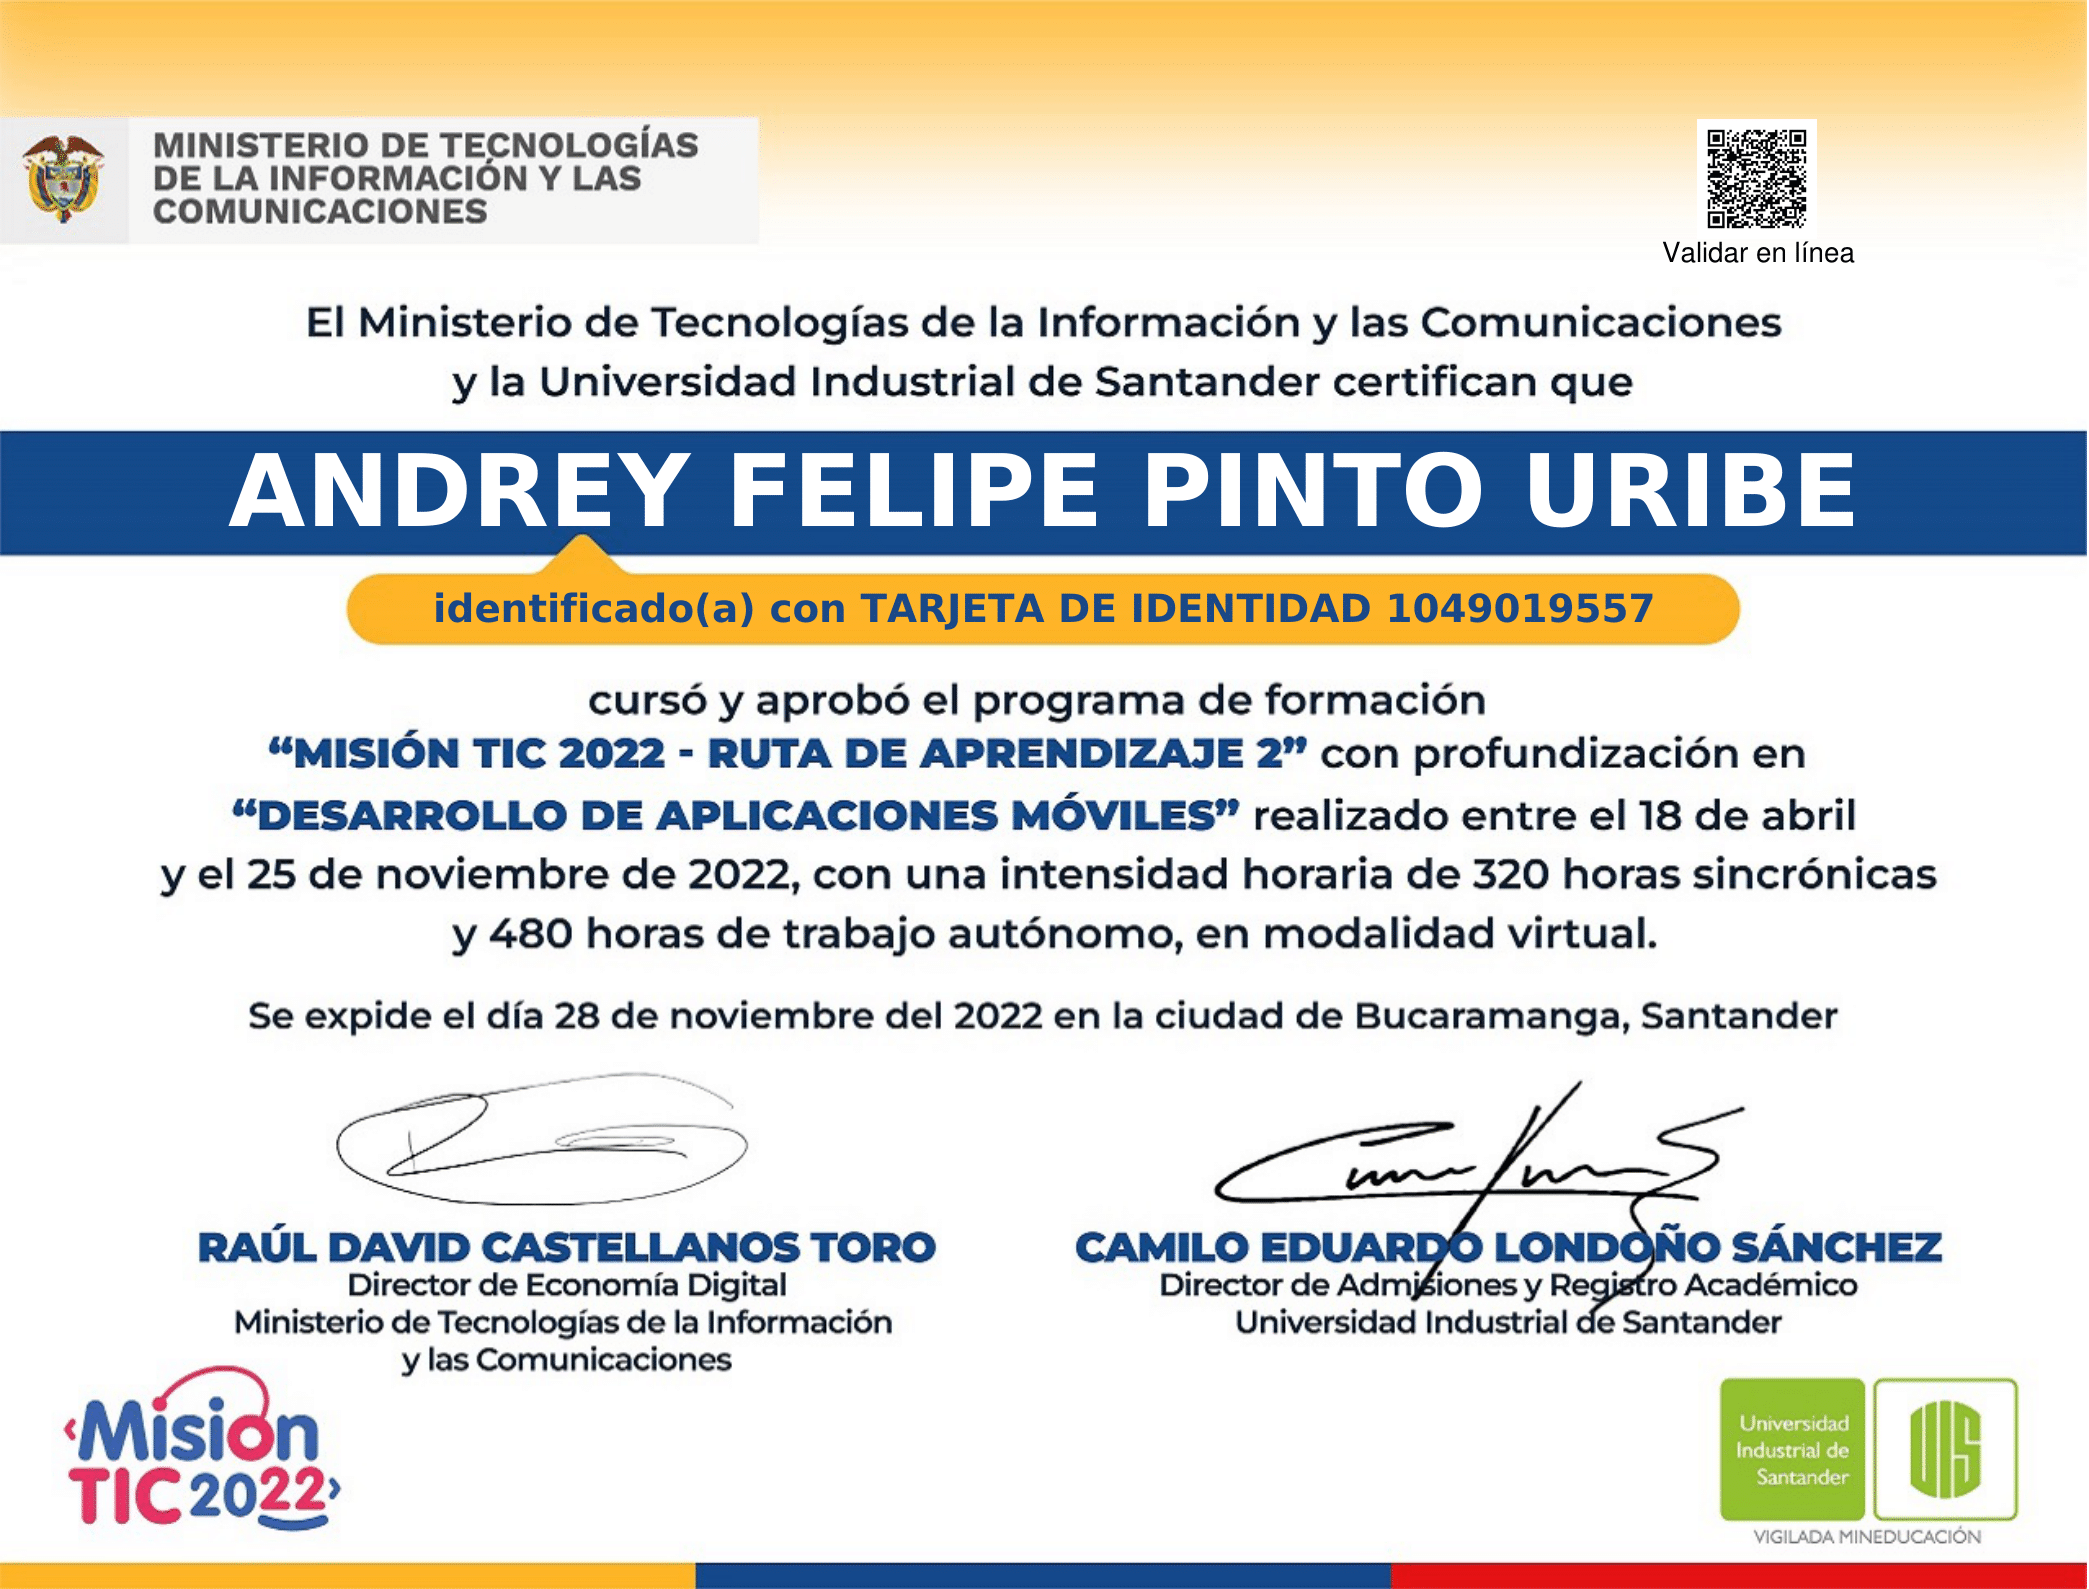 MINISTERIO DE TECNOLOGÍAS
DE LA INFORMACIÓN Y LAS
COMUNICACIONES
Validar en línea
El Ministerio de Tecnologías de la Información y las Comunicaciones
y la Universidad Industrial de Santander certifican que
ANDREY FELIPE PINTO URIBE
identificado(a) con TARJETA DE IDENTIDAD 1049019557
cursó y aprobó el programa de formación
“MISIÓN TIC 2022 - RUTA DE APRENDIZAJE 2” con profundización en
“DESARROLLO DE APLICACIONES MÓVILES” realizado entre el 18 de abril
y el 25 de noviembre de 2022, con una intensidad horaria de 320 horas sincrónicas
y 480 horas de trabajo autónomo, en modalidad virtual.
Se expide el día 28 de noviembre del 2022 en la ciudad de Bucaramanga, Santander
RAÚL DAVID CASTELLANOS TORO
Director de Economía Digital
Ministerio de Tecnologías de la Información
y las Comunicaciones
CAMILO EDUARDO LONDOÑO SÁNCHEZ
Director de Admisiones y Registro Académico
Universidad Industrial de Santander
‹Misión
TIC 2022›
Universidad
Industrial de
Santander
UIS
VIGILADA MINEDUCACIÓN